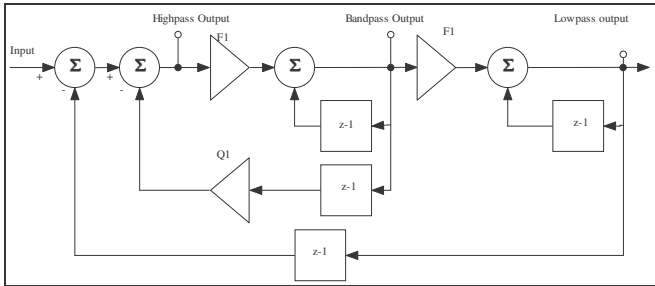 Highpass Output
Bandpass Output
Lowpass output
F1
F1
Input
Σ
Σ
Σ
Σ
+
-
+
-
z-1
z-1
Q1
z-1
z-1